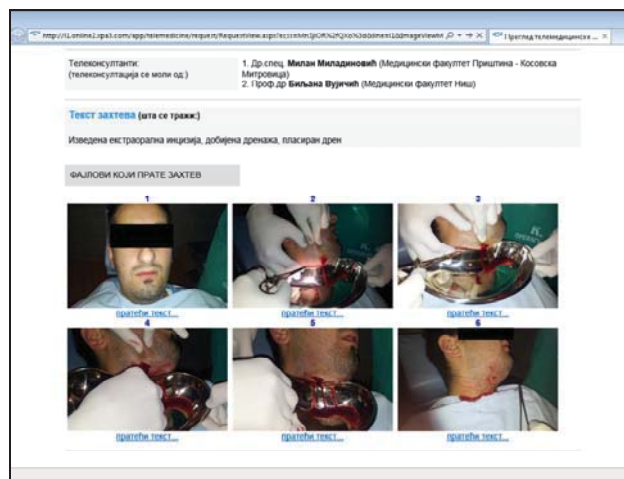 Преглед телемедицинске ...
Телеконсултанти:
(телеконсултација се моли од:)
1. Др.спец. Милан Миладиновић (Медицински факултет Приштина - Косовска
Митровица)
2. Проф.др Биљана Вујичић (Медицински факултет Ниш)
Текст захтева (шта се тражи:)
Изведена екстраорална инцизија, добијена дренажа, пласиран дрен
ФАЈЛОВИ КОЈИ ПРАТЕ ЗАХТЕВ
1
2
3
пратећи текст...
пратећи текст...
пратећи текст...
4
5
6
пратећи текст...
пратећи текст...
пратећи текст...